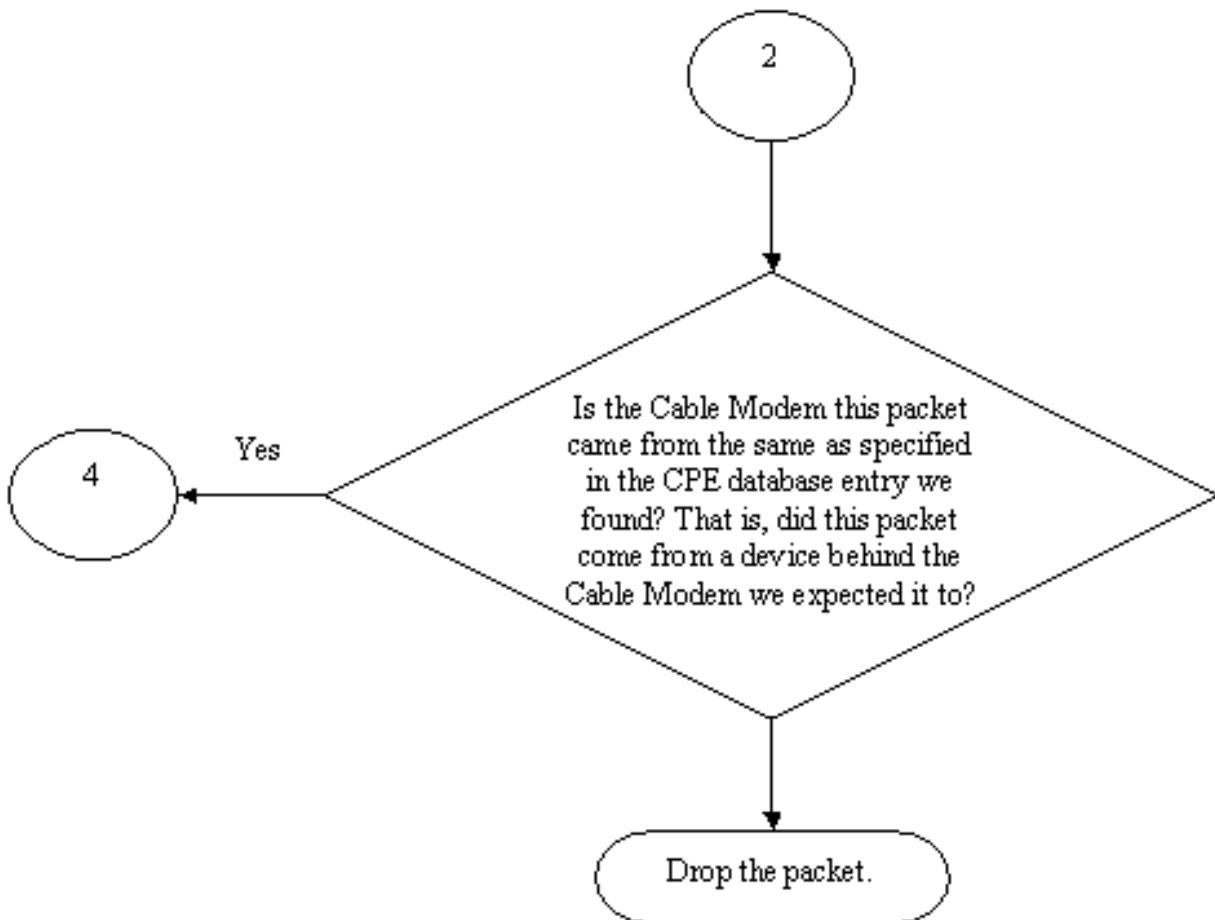 2
Is the Cable Modem this packet
came from the same as specified
in the CPE database entry we
found? That is, did this packet
come from a device behind the
Cable Modem we expected it to?
Yes
4
Drop the packet.